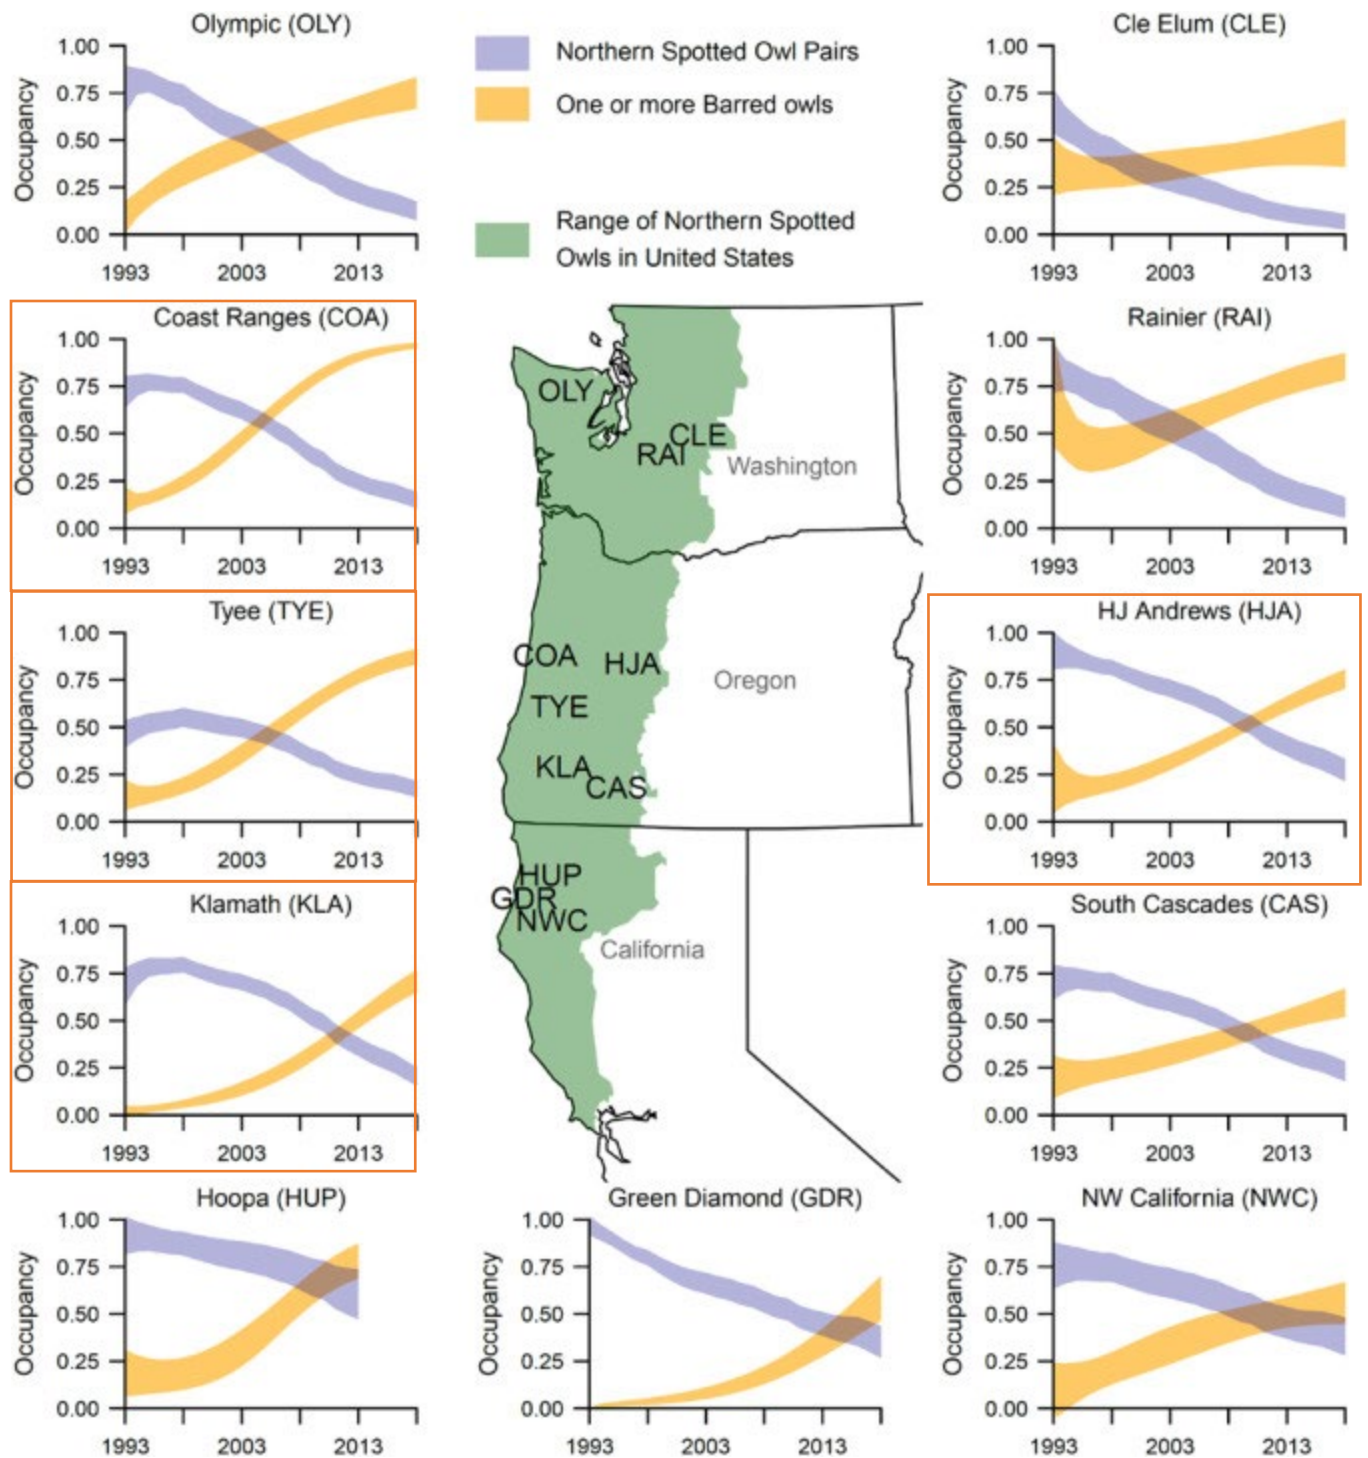 Olympic (OLY)
1.00
0.75
0.50
0.25
0.00
Occupancy
1993
2003
2013
Northern Spotted Owl Pairs
One or more Barred owls
Range of Northern Spotted
Owls in United States
Cle Elum (CLE)
1.00
0.75
0.50
0.25
0.00
Occupancy
1993
2003
2013
Coast Ranges (COA)
1.00
0.75
0.50
0.25
0.00
Occupancy
1993
2003
2013
Rainier (RAI)
1.00
0.75
0.50
0.25
0.00
Occupancy
1993
2003
2013
Tyee (TYE)
1.00
0.75
0.50
0.25
0.00
Occupancy
1993
2003
2013
OLY
CLE
RAI
Washington
COA
HJA
TYE
Oregon
KLA
CAS
HUP
GDR
NWC
California
HJ Andrews (HJA)
1.00
0.75
0.50
0.25
0.00
Occupancy
1993
2003
2013
Klamath (KLA)
1.00
0.75
0.50
0.25
0.00
Occupancy
1993
2003
2013
South Cascades (CAS)
1.00
0.75
0.50
0.25
0.00
Occupancy
1993
2003
2013
Hoopa (HUP)
1.00
0.75
0.50
0.25
0.00
Occupancy
1993
2003
2013
Green Diamond (GDR)
1.00
0.75
0.50
0.25
0.00
Occupancy
1993
2003
2013
NW California (NWC)
1.00
0.75
0.50
0.25
0.00
Occupancy
1993
2003
2013